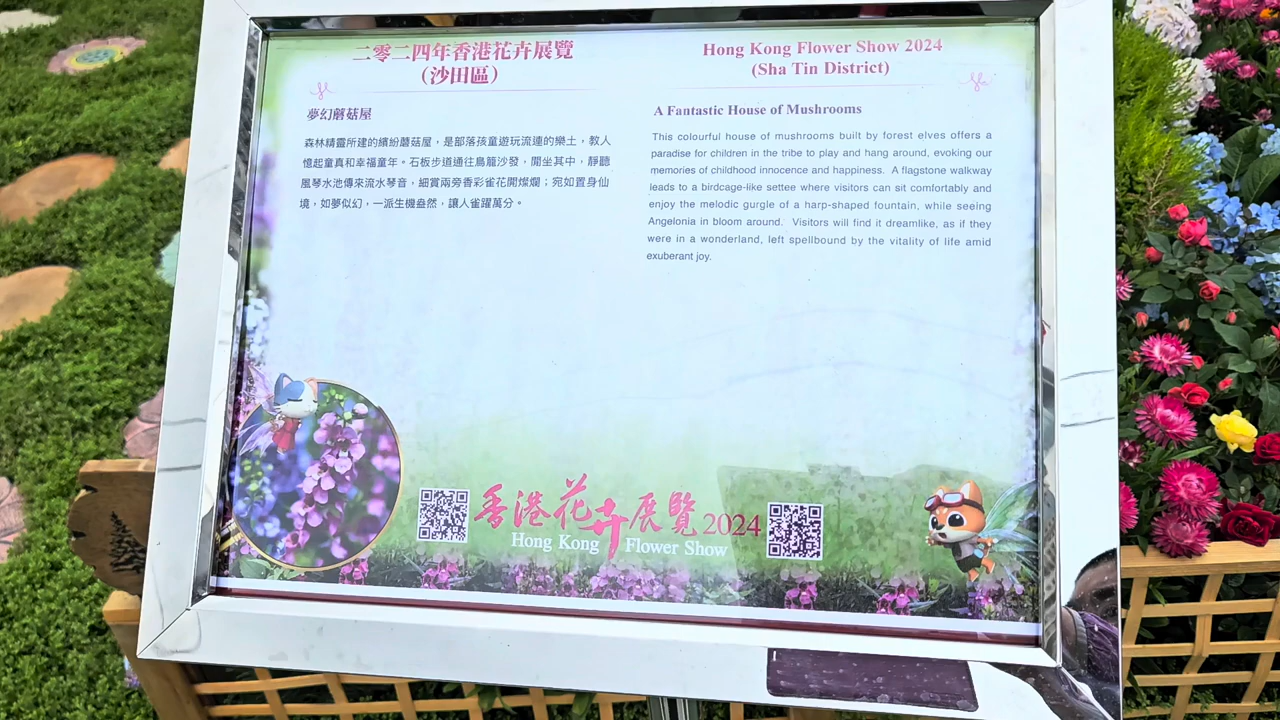 二零二四年香港花卉展覽
（沙田區）
夢幻蘑菇屋
森林精靈所建的繽紛蘑菇屋，是部落孩童遊玩流連的樂土，教人
憶起童真和幸福童年。石板步道通往鳥籠沙發，閒坐其中，靜聽
風琴水池傳來流水琴音，細賞兩旁香彩雀花開燦爛；宛如置身仙
境，如夢似幻，一派生機盎然，讓人雀躍萬分。
Hong Kong Flower Show 2024
(Sha Tin District)
A Fantastic House of Mushrooms
This colourful house of mushrooms built by forest elves offers a
paradise for children in the tribe to play and hang around, evoking our
memories of childhood innocence and happiness. A flagstone walkway
leads to a birdcage-like settee where visitors can sit comfortably and
enjoy the melodic gurgle of a harp-shaped fountain, while seeing
Angelonia in bloom around. Visitors will find it dreamlike, as if they
were in a wonderland, left spellbound by the vitality of life amid
exuberant joy.
香港花卉展覽2024
Hong Kong Flower Show